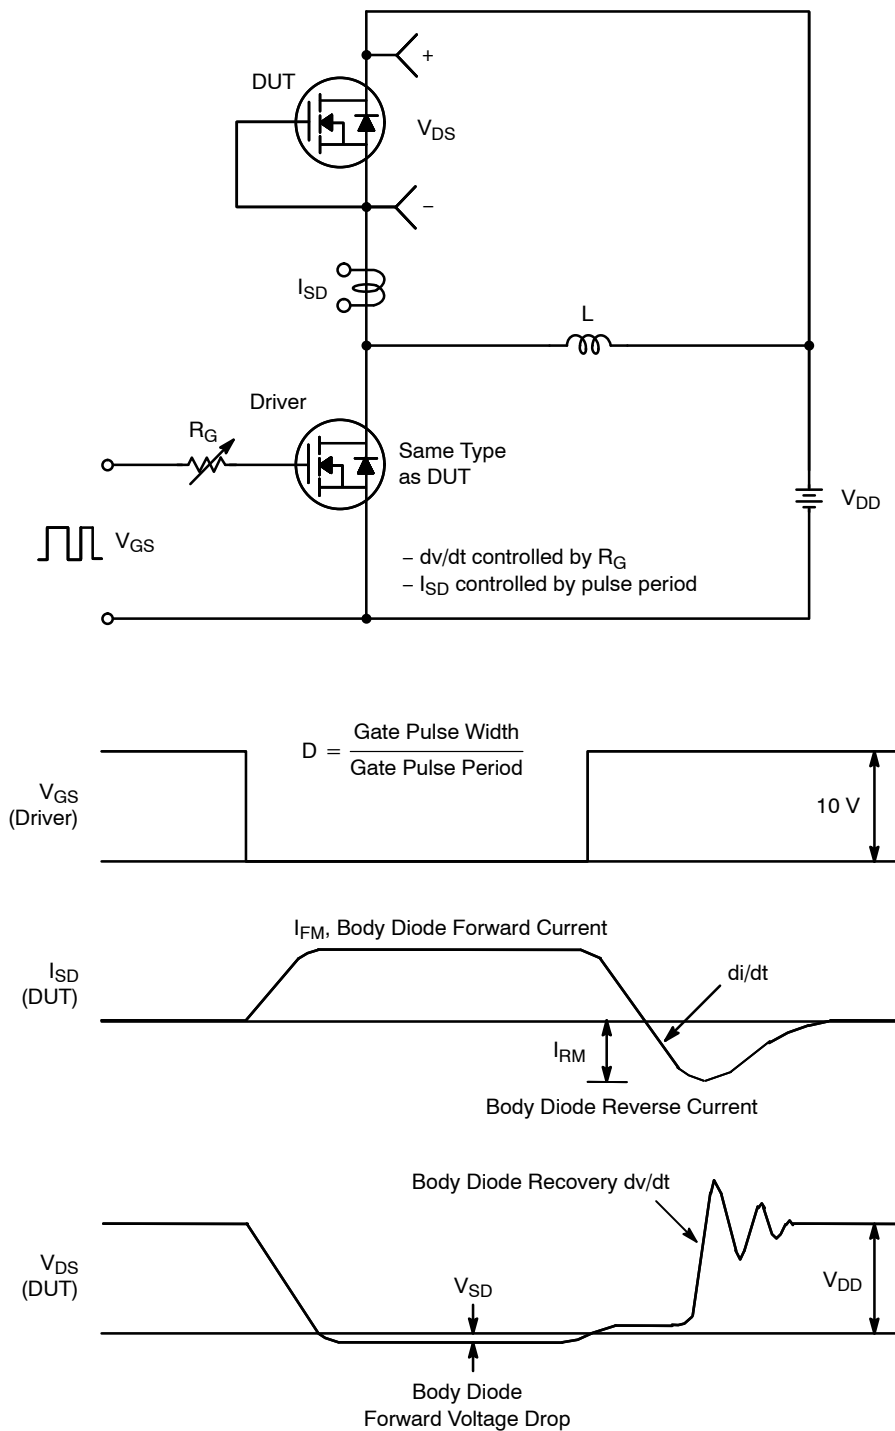 +
DUT
V_DS
−
I_SD
L
Driver
R_G
Same Type
as DUT
V_DD
V_GS
− dv/dt controlled by R_G
− I_SD controlled by pulse period
D = Gate Pulse Width
Gate Pulse Period
V_GS
(Driver)
10 V
I_FM, Body Diode Forward Current
I_SD
(DUT)
di/dt
I_RM
Body Diode Reverse Current
Body Diode Recovery dv/dt
V_DS
(DUT)
V_SD
V_DD
Body Diode
Forward Voltage Drop